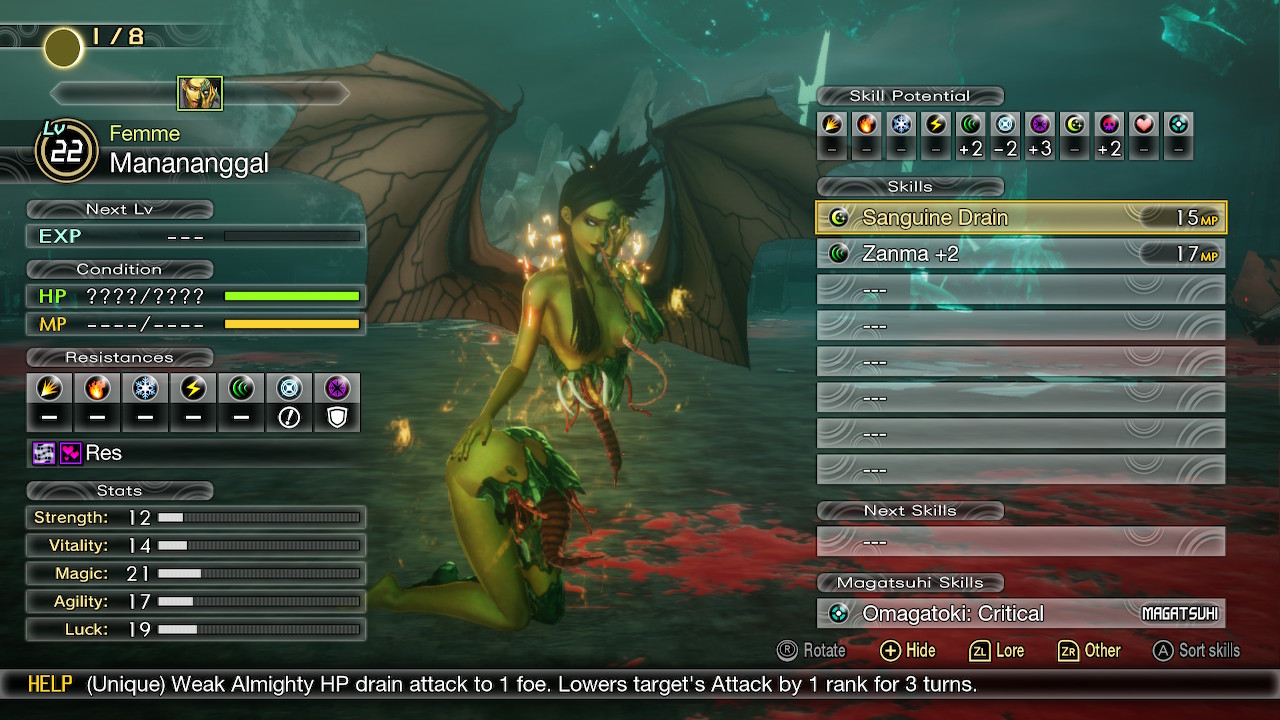 1/8
Lv
22
Femme
Manananggal
Next Lv
EXP ---
Condition
HP ????/????
MP ----/----
Resistances
– – – – –
Res
Stats
Strength: 12
Vitality: 14
Magic: 21
Agility: 17
Luck: 19
Skill Potential
– – – – +2 -2 +3 – +2 – –
Skills
Sanguine Drain 15MP
Zanma +2 17MP
---
---
---
---
---
---
Next Skills
---
Magatsuhi Skills
Omagatoki: Critical MAGATSUHI
R Rotate + Hide ZL Lore ZR Other A Sort skills
HELP (Unique) Weak Almighty HP drain attack to 1 foe. Lowers target's Attack by 1 rank for 3 turns.